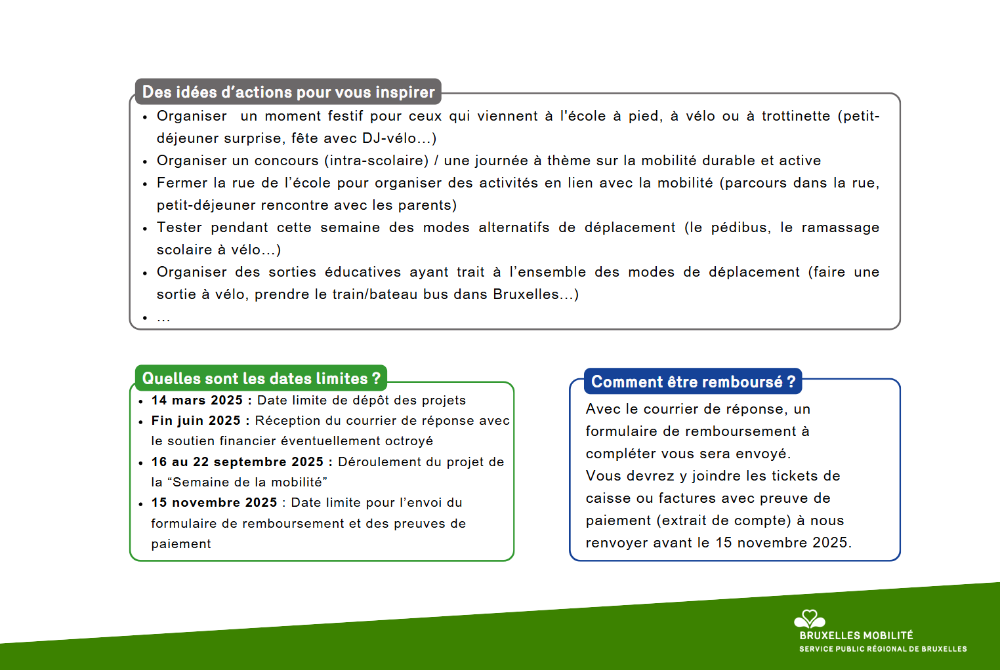 Des idées d’actions pour vous inspirer
• Organiser  un moment festif pour ceux qui viennent à l'école à pied, à vélo ou à trottinette (petit-
déjeuner surprise, fête avec DJ-vélo...)
• Organiser un concours (intra-scolaire) / une journée à thème sur la mobilité durable et active
• Fermer la rue de l’école pour organiser des activités en lien avec la mobilité (parcours dans la rue,
petit-déjeuner rencontre avec les parents)
• Tester pendant cette semaine des modes alternatifs de déplacement (le pédibus, le ramassage
scolaire à vélo...)
• Organiser des sorties éducatives ayant trait à l’ensemble des modes de déplacement (faire une
sortie à vélo, prendre le train/bateau bus dans Bruxelles...)
• ...
Quelles sont les dates limites ?
• 14 mars 2025 : Date limite de dépôt des projets
• Fin juin 2025 : Réception du courrier de réponse avec
le soutien financier éventuellement octroyé
• 16 au 22 septembre 2025 : Déroulement du projet de
la “Semaine de la mobilité”
• 15 novembre 2025 : Date limite pour l’envoi du
formulaire de remboursement et des preuves de
paiement
Comment être remboursé ?
Avec le courrier de réponse, un
formulaire de remboursement à
compléter vous sera envoyé.
Vous devrez y joindre les tickets de
caisse ou factures avec preuve de
paiement (extrait de compte) à nous
renvoyer avant le 15 novembre 2025.
BRUXELLES MOBILITÉ
SERVICE PUBLIC RÉGIONAL DE BRUXELLES